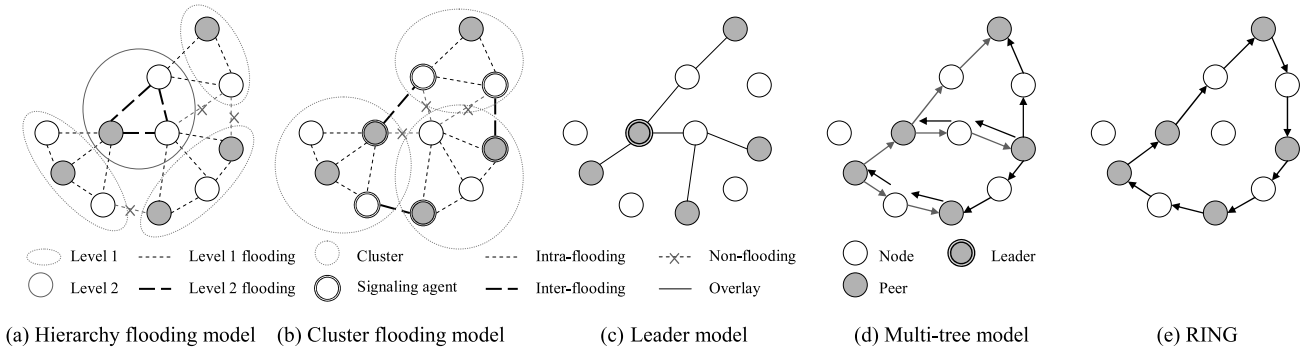 Level 1
Level 1 flooding
Cluster
Intra-flooding
Non-flooding
Node
Leader
Level 2
Level 2 flooding
Signaling agent
Inter-flooding
Overlay
Peer
(a) Hierarchy flooding model
(b) Cluster flooding model
(c) Leader model
(d) Multi-tree model
(e) RING